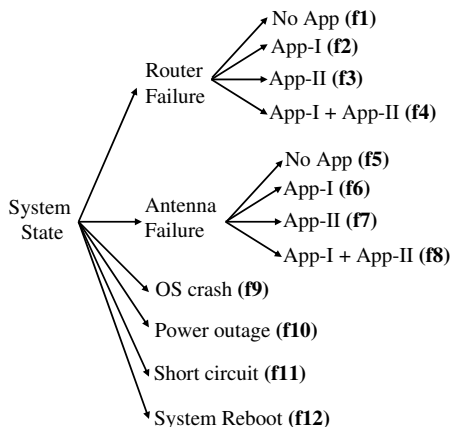 No App (f1)
App-I (f2)
Router
Failure
App-II (f3)
App-I + App-II (f4)
No App (f5)
App-I (f6)
System
State
Antenna
Failure
App-II (f7)
App-I + App-II (f8)
OS crash (f9)
Power outage (f10)
Short circuit (f11)
System Reboot (f12)